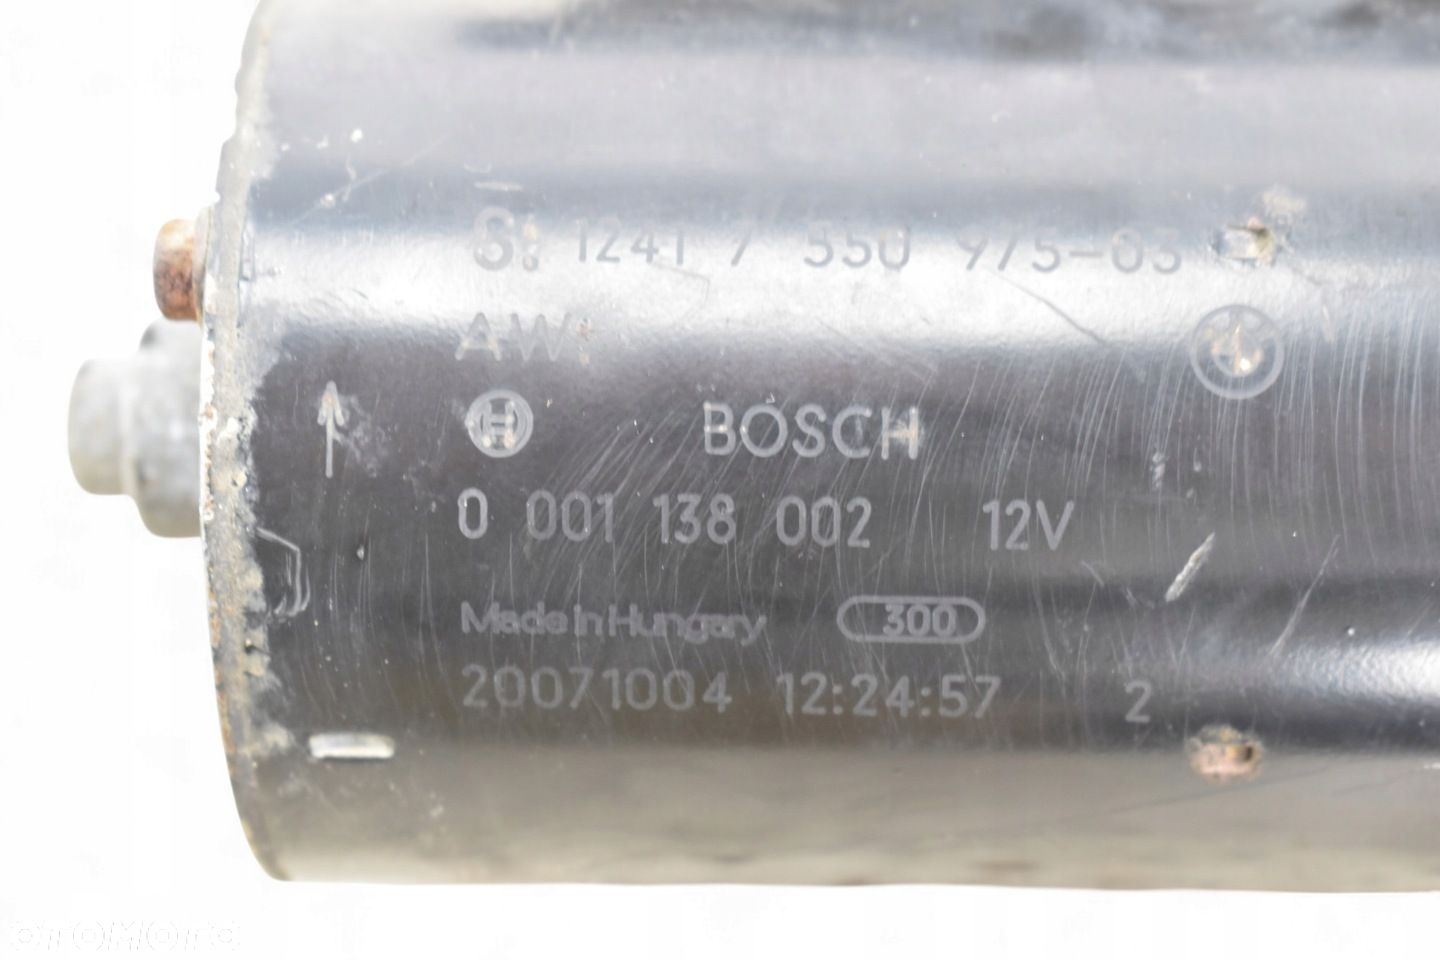 S: 1241 7 550 975-03
AW:
BOSCH
0 001 138 002 12V
Made in Hungary 300
20071004 12:24:57 2
OTOMOTO